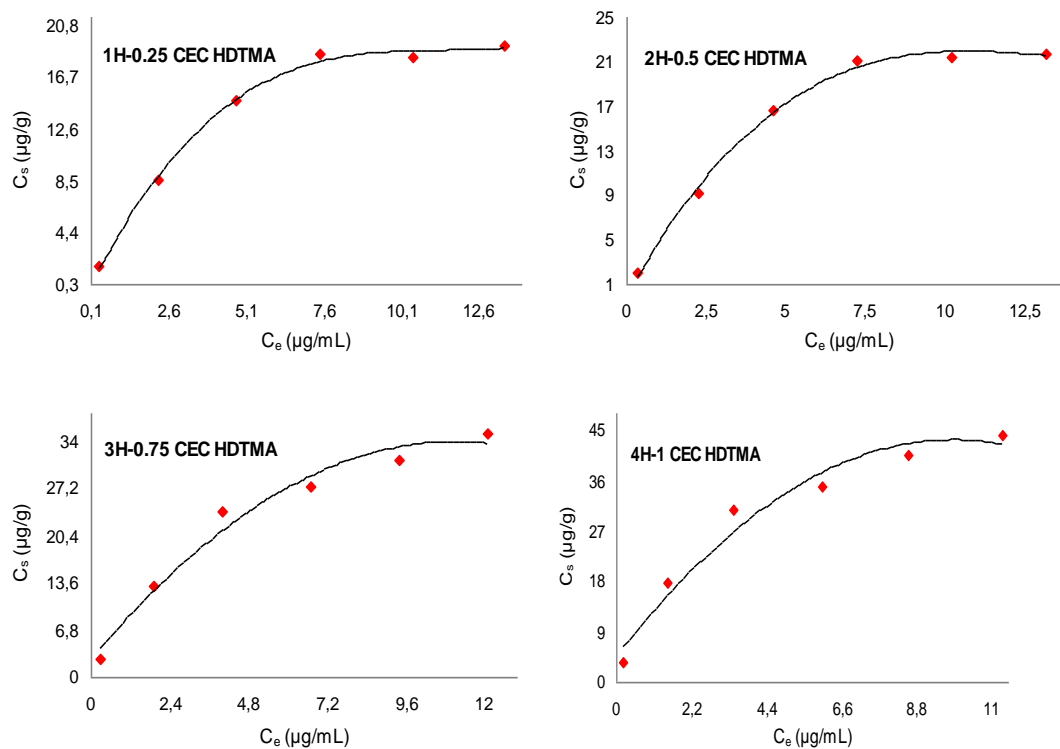 1H-0.25 CEC HDTMA
20,8
16,7
12,6
8,5
4,4
0,3
Cs (µg/g)
0,1 2,6 5,1 7,6 10,1 12,6
Ce (µg/mL)
2H-0.5 CEC HDTMA
25
21
17
13
9
5
1
Cs (µg/g)
0 2,5 5 7,5 10 12,5
Ce (µg/mL)
3H-0.75 CEC HDTMA
34
27,2
20,4
13,6
6,8
0
Cs (µg/g)
0 2,4 4,8 7,2 9,6 12
Ce (µg/mL)
4H-1 CEC HDTMA
45
36
27
18
9
0
Cs (µg/g)
0 2,2 4,4 6,6 8,8 11
Ce (µg/mL)